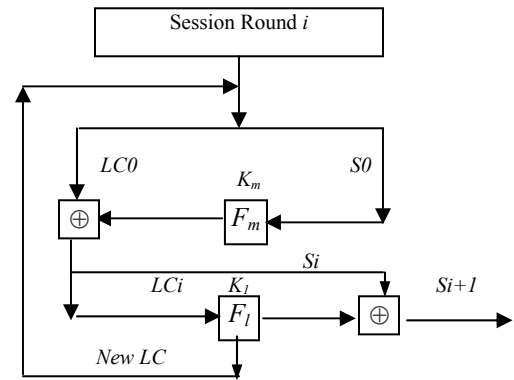 Session Round i
LC0
S0
Km
⊕
Fm
Si
LCi
Kl
Si+1
Fl
⊕
New LC